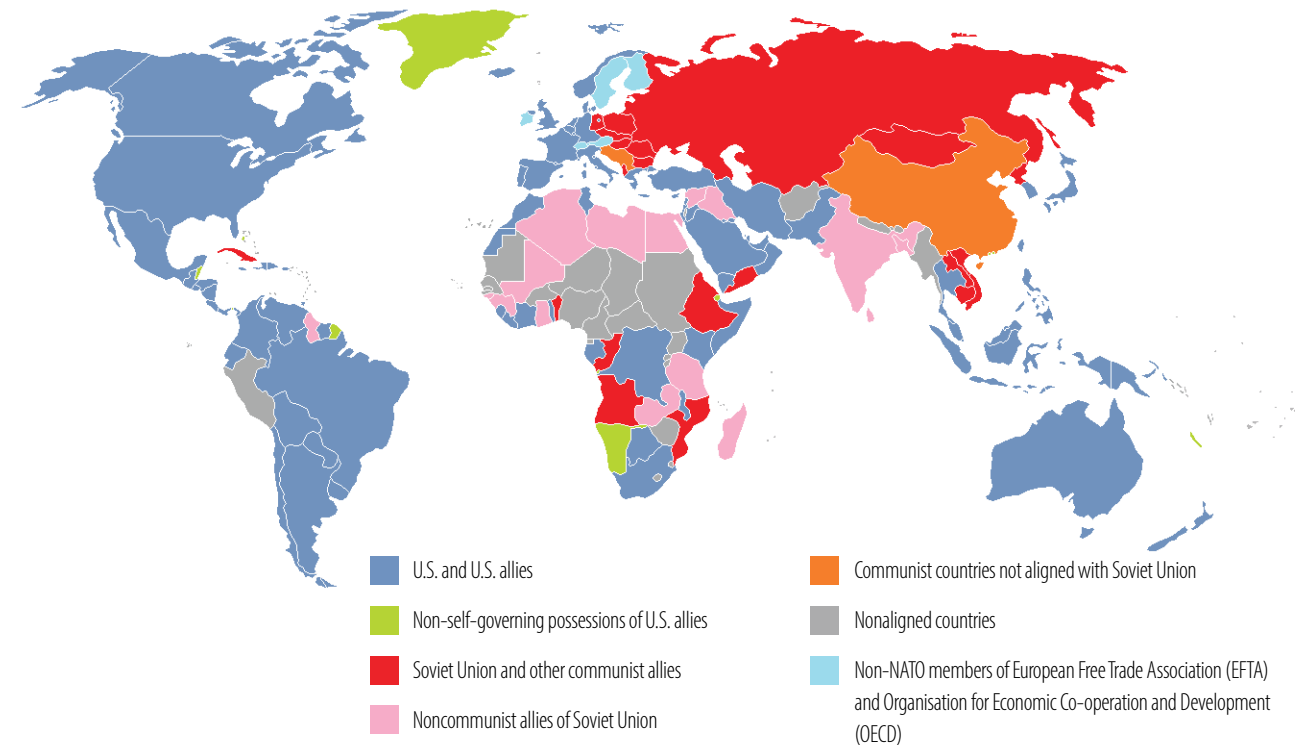 U.S. and U.S. allies
Non-self-governing possessions of U.S. allies
Soviet Union and other communist allies
Noncommunist allies of Soviet Union
Communist countries not aligned with Soviet Union
Nonaligned countries
Non-NATO members of European Free Trade Association (EFTA)
and Organisation for Economic Co-operation and Development
(OECD)